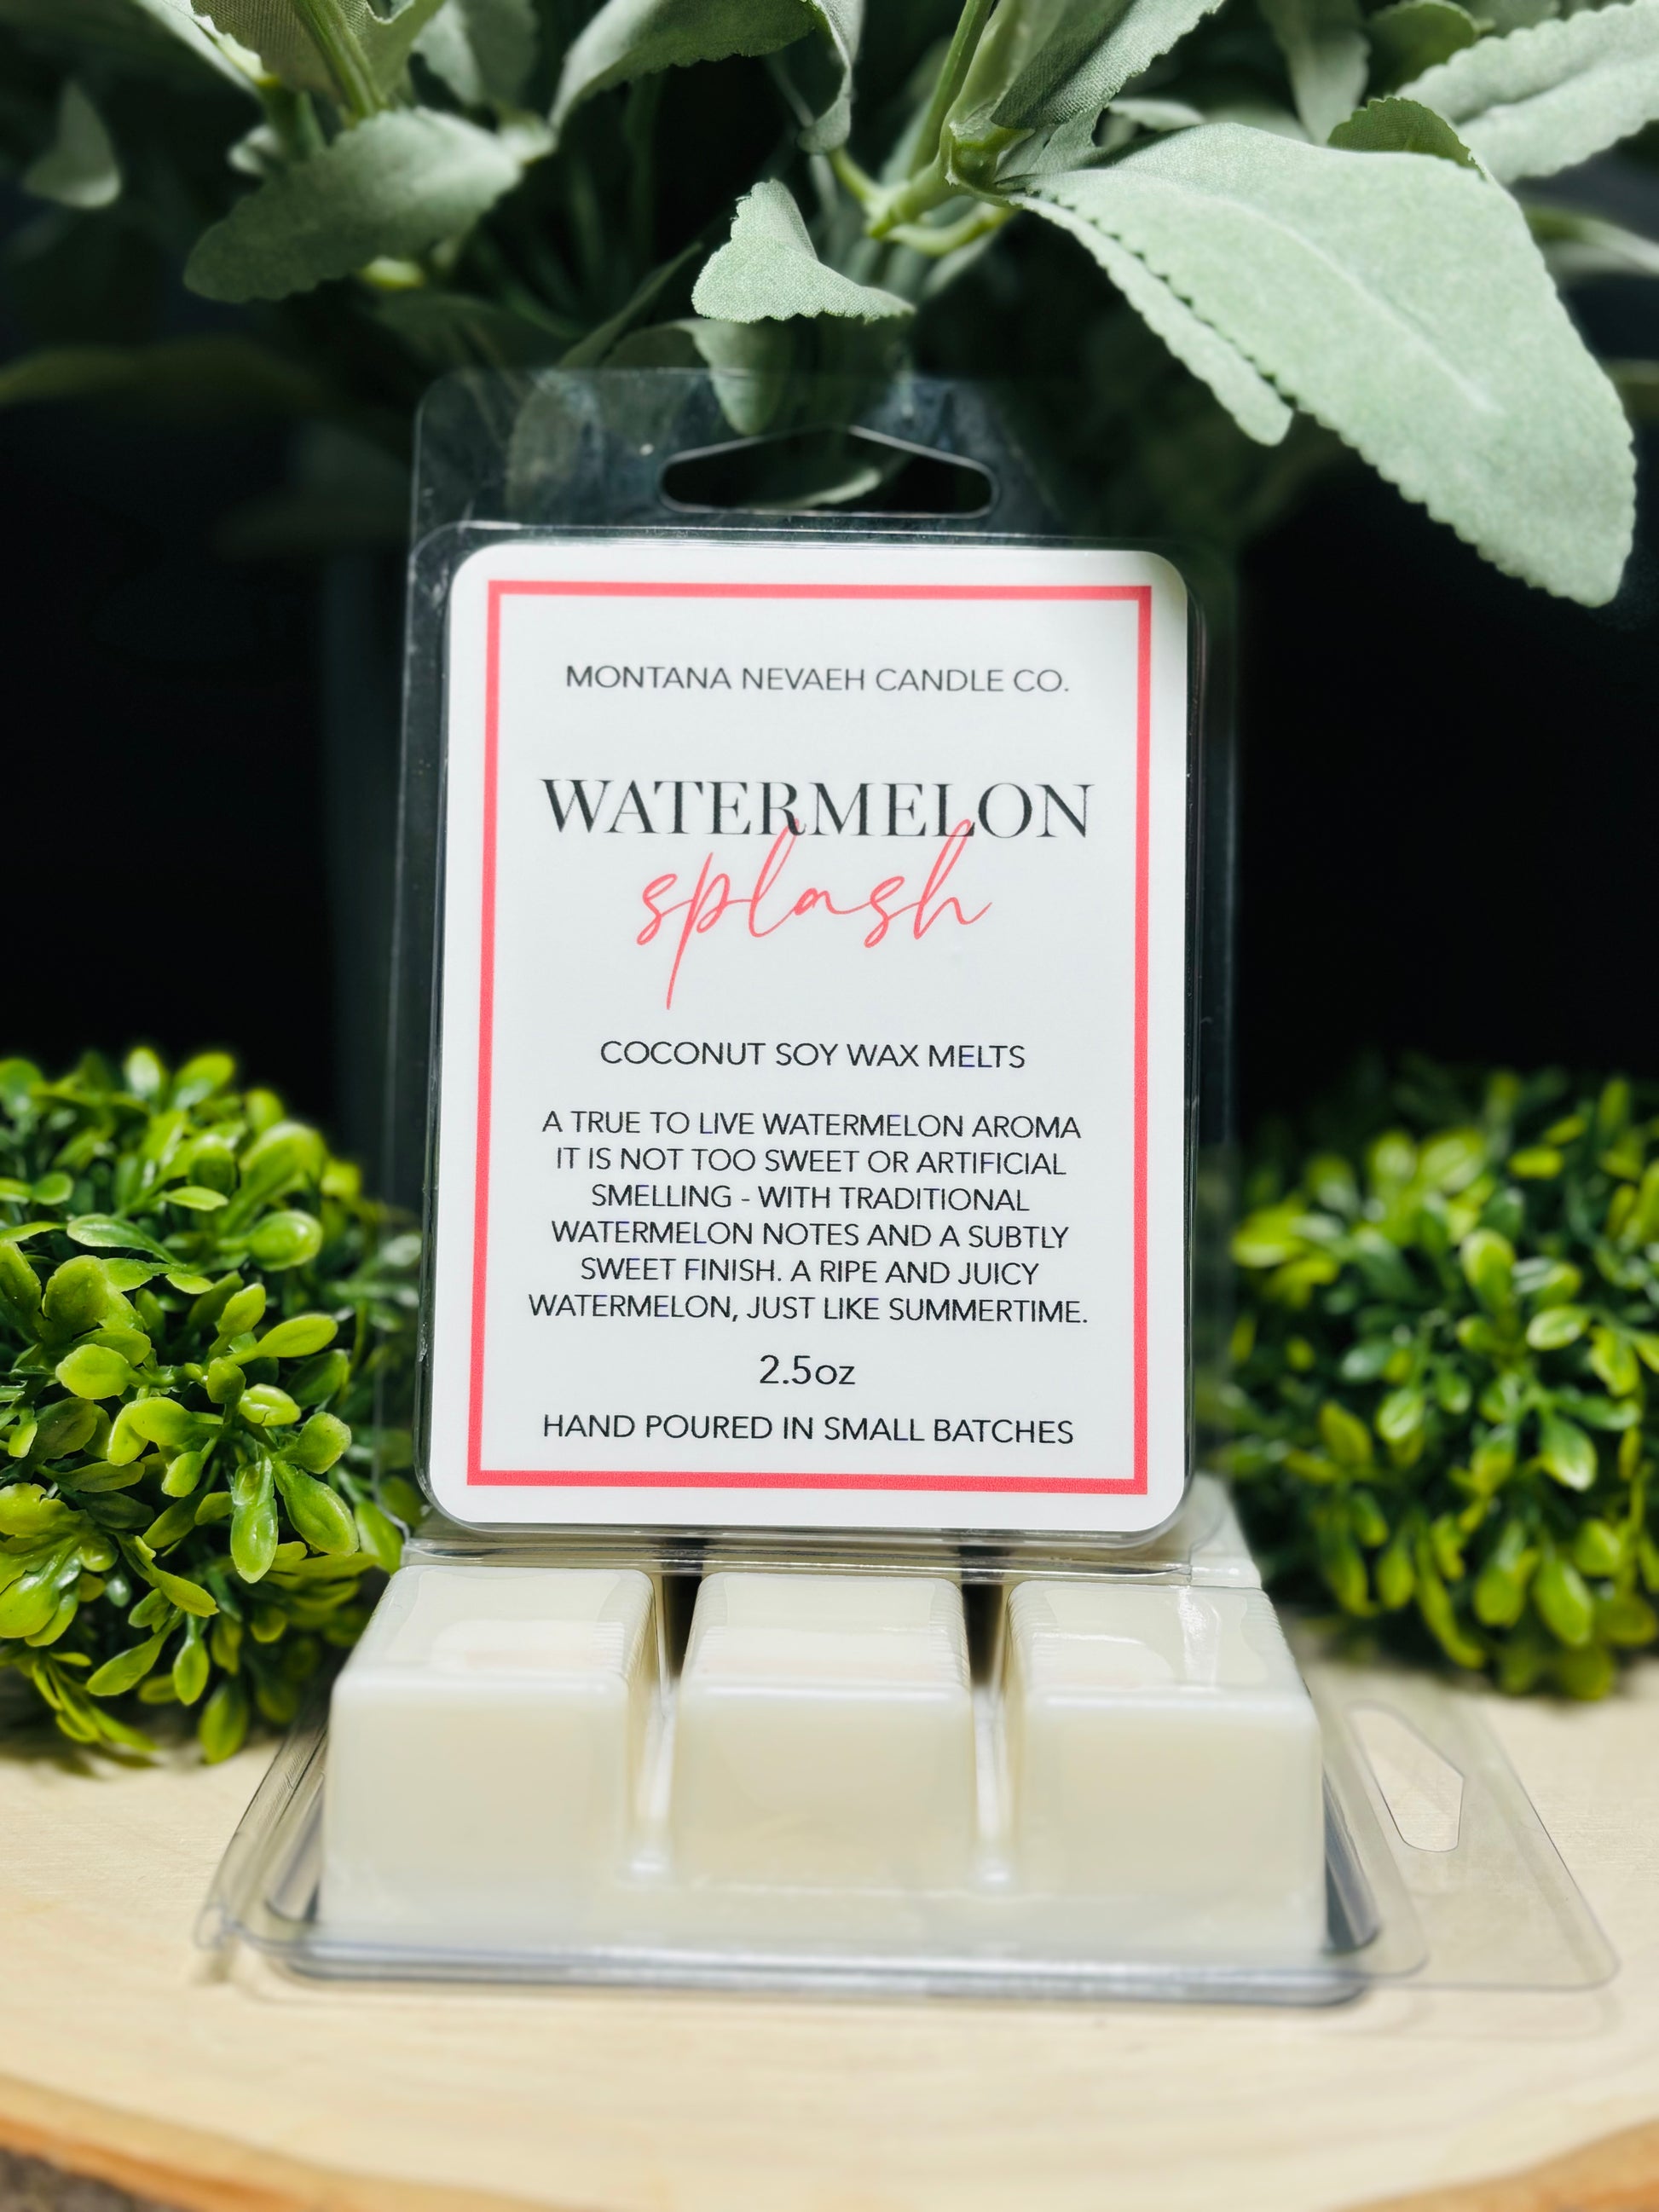 MONTANA NEVAEH CANDLE CO.
WATERMELON
splash
COCONUT SOY WAX MELTS
A TRUE TO LIVE WATERMELON AROMA
IT IS NOT TOO SWEET OR ARTIFICIAL
SMELLING - WITH TRADITIONAL
WATERMELON NOTES AND A SUBTLY
SWEET FINISH. A RIPE AND JUICY
WATERMELON, JUST LIKE SUMMERTIME.
2.5oz
HAND POURED IN SMALL BATCHES